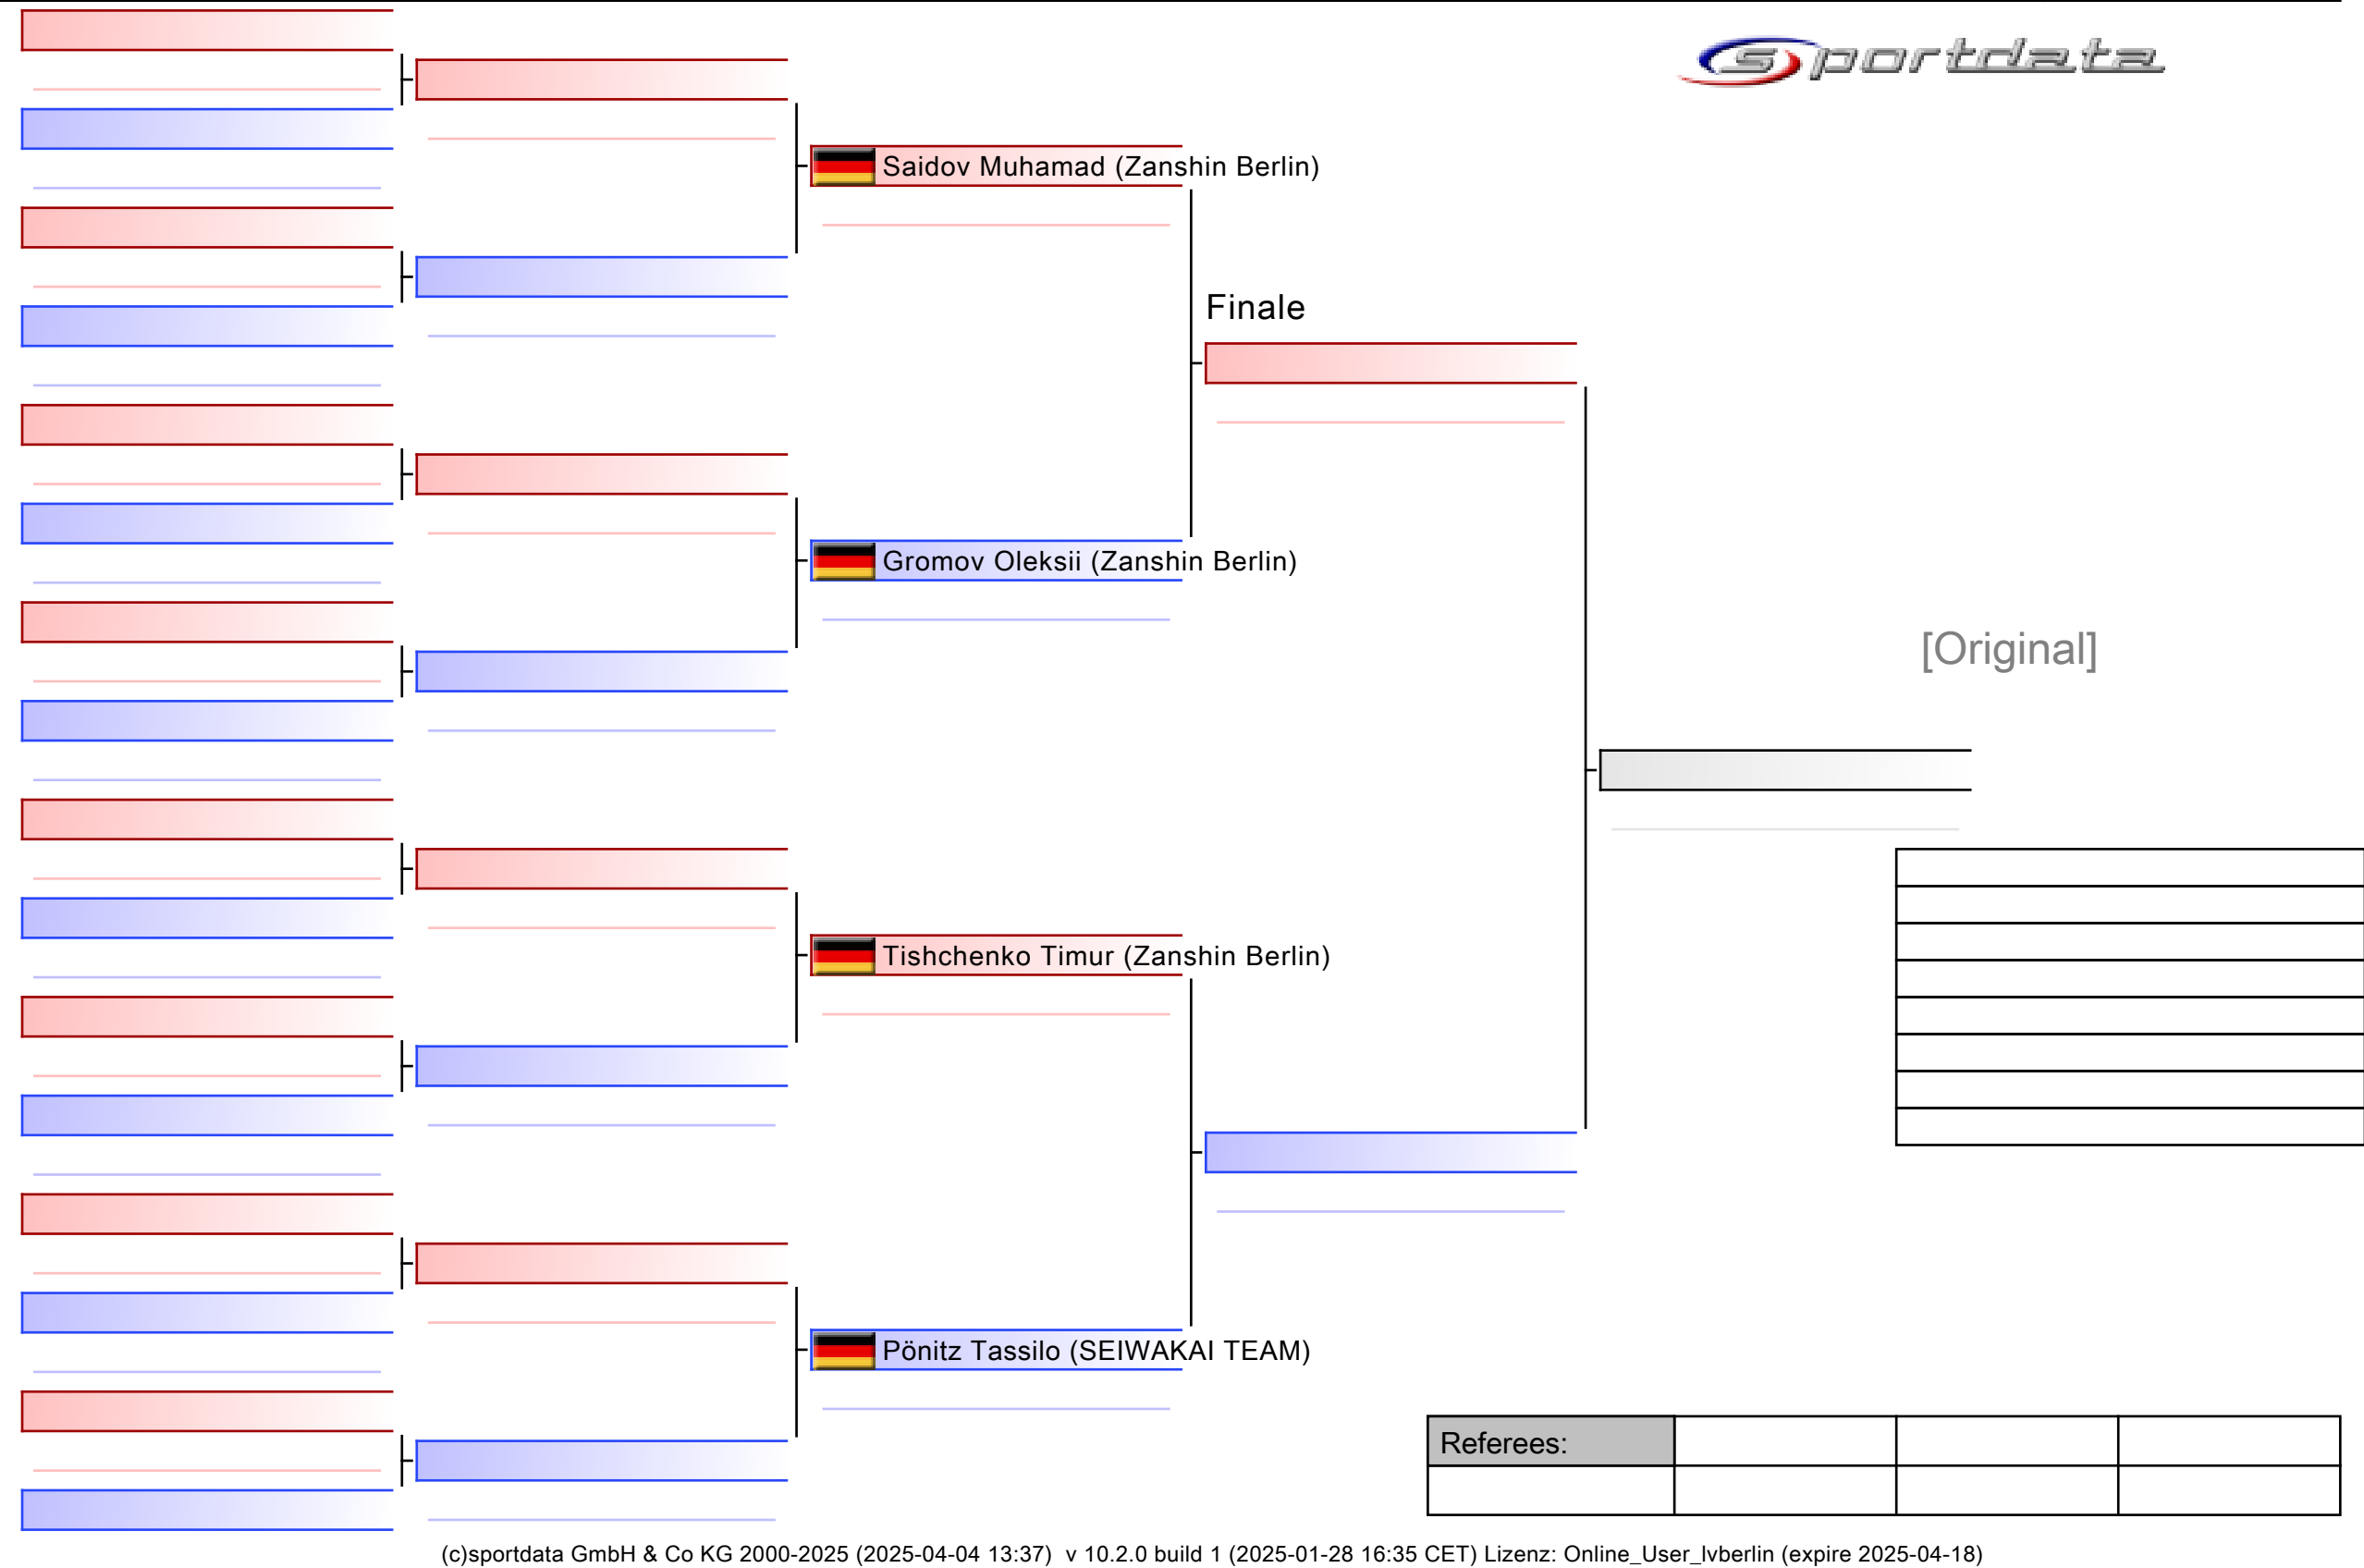 sportdata
Saidov Muhamad (Zanshin Berlin)
Finale
Gromov Oleksii (Zanshin Berlin)
[Original]
Tishchenko Timur (Zanshin Berlin)
Pönitz Tassilo (SEIWAKAI TEAM)
Referees:
(c)sportdata GmbH & Co KG 2000-2025 (2025-04-04 13:37)  v 10.2.0 build 1 (2025-01-28 16:35 CET) Lizenz: Online_User_lvberlin (expire 2025-04-18)